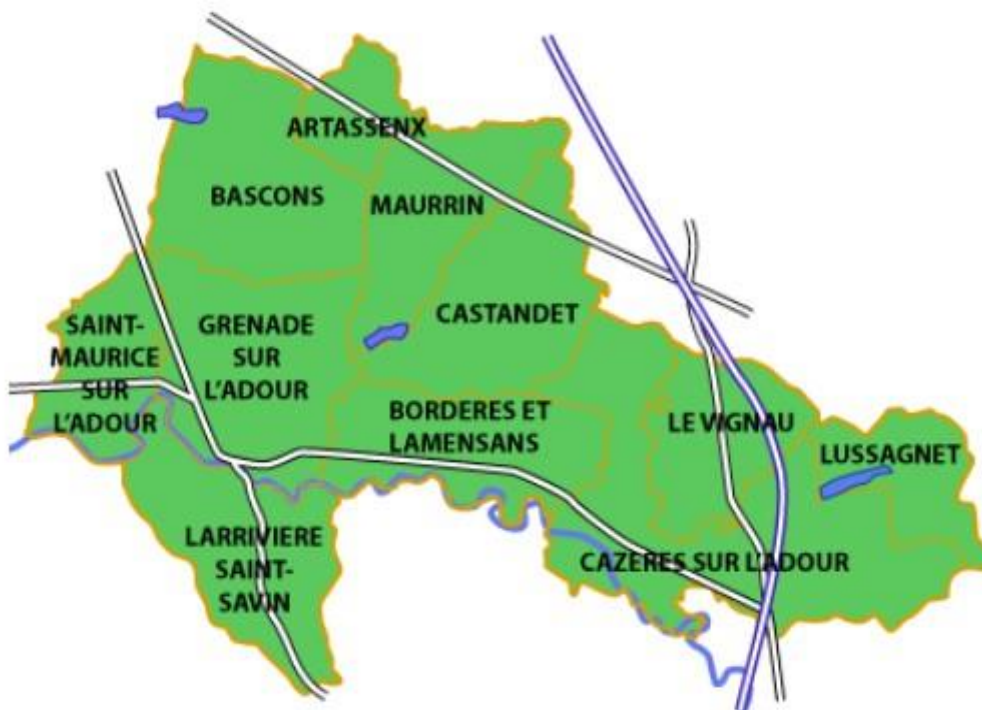 ARTASSENX
BASCONS
MAURRIN
CASTANDET
SAINT-
MAURICE
SUR
L'ADOUR
GRENADE
SUR
L'ADOUR
BORDERES ET
LAMENSANS
LE VIGNAU
LUSSAGNET
LARRIVIERE
SAINT-
SAVIN
CAZERES SUR L'ADOUR